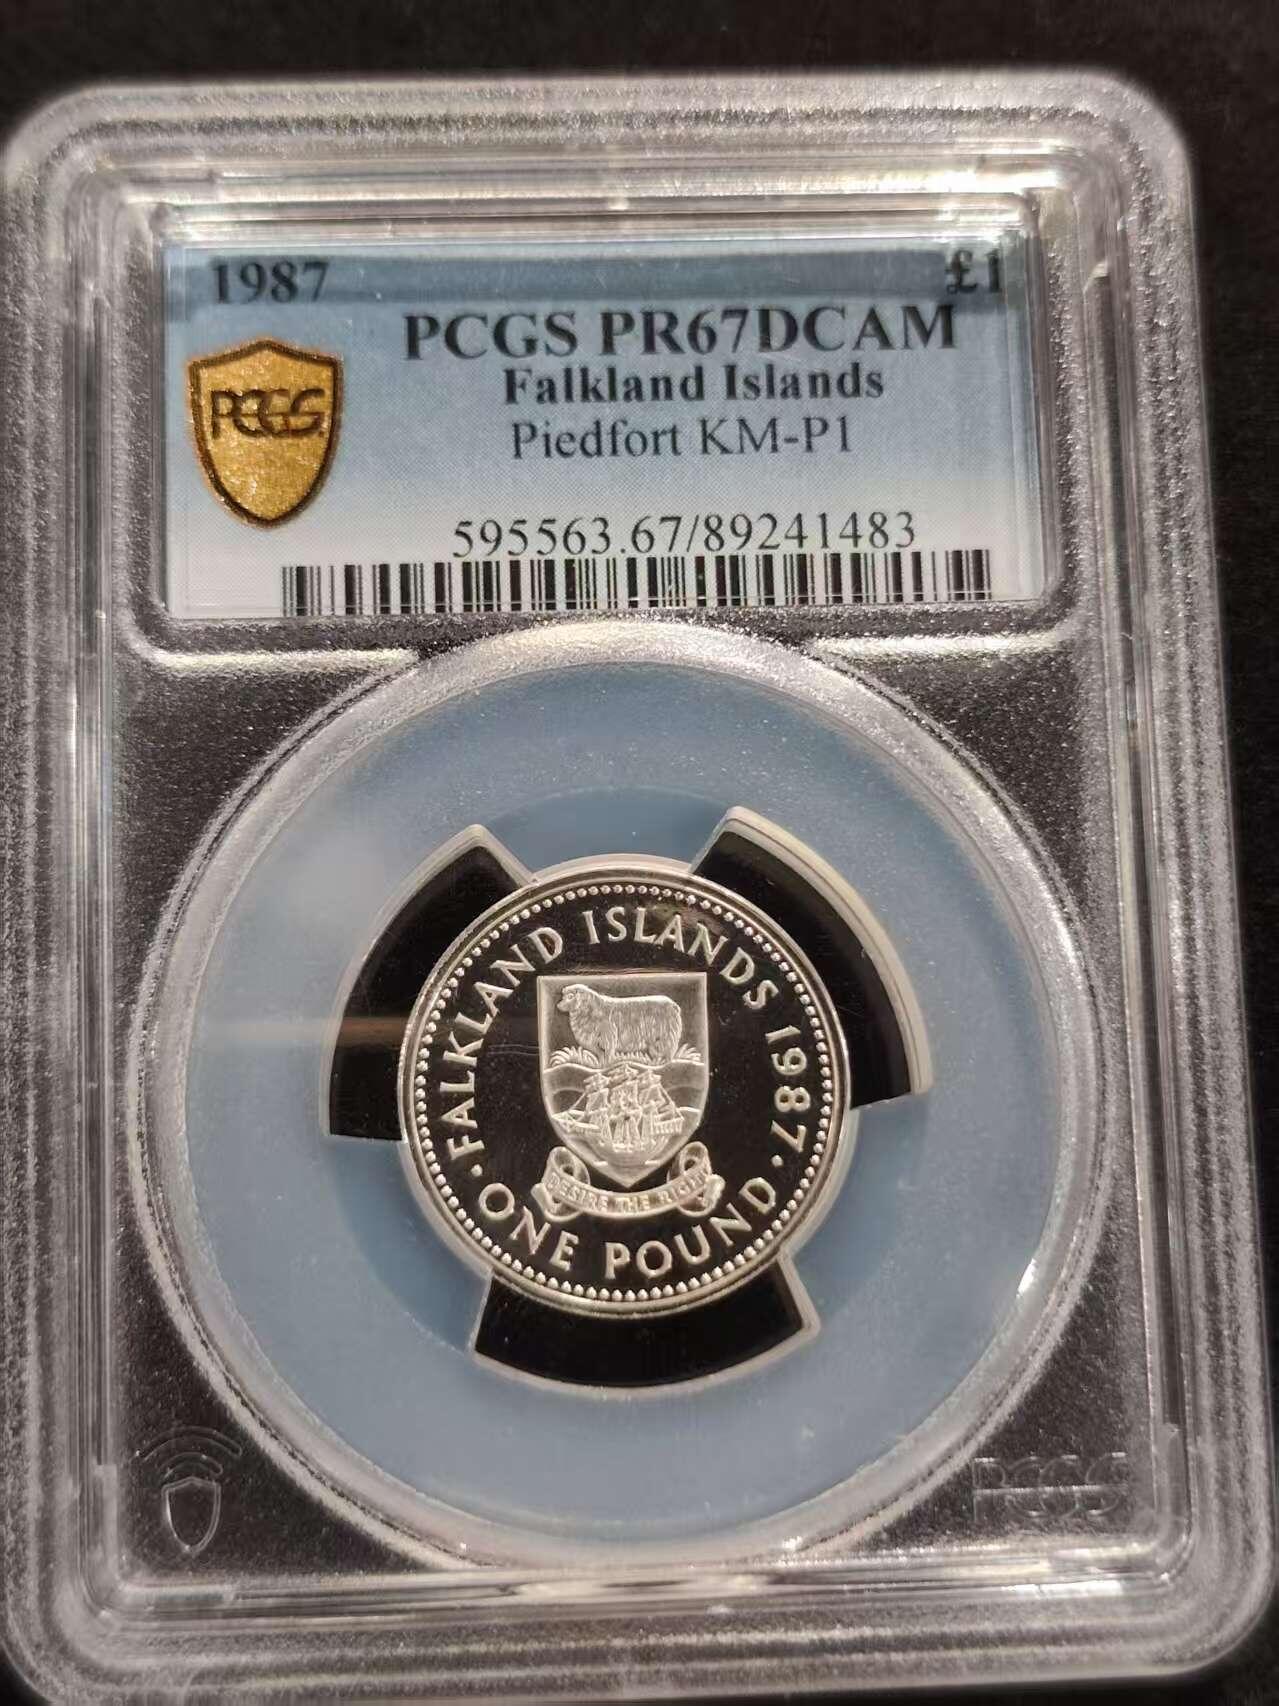 1987 £1
PCGS PR67DCAM
Falkland Islands
Piedfort KM-P1
PCGS
595563.67/89241483
FALKLAND ISLANDS 1987
DESIRE THE RIGHT
· ONE POUND ·
PCGS